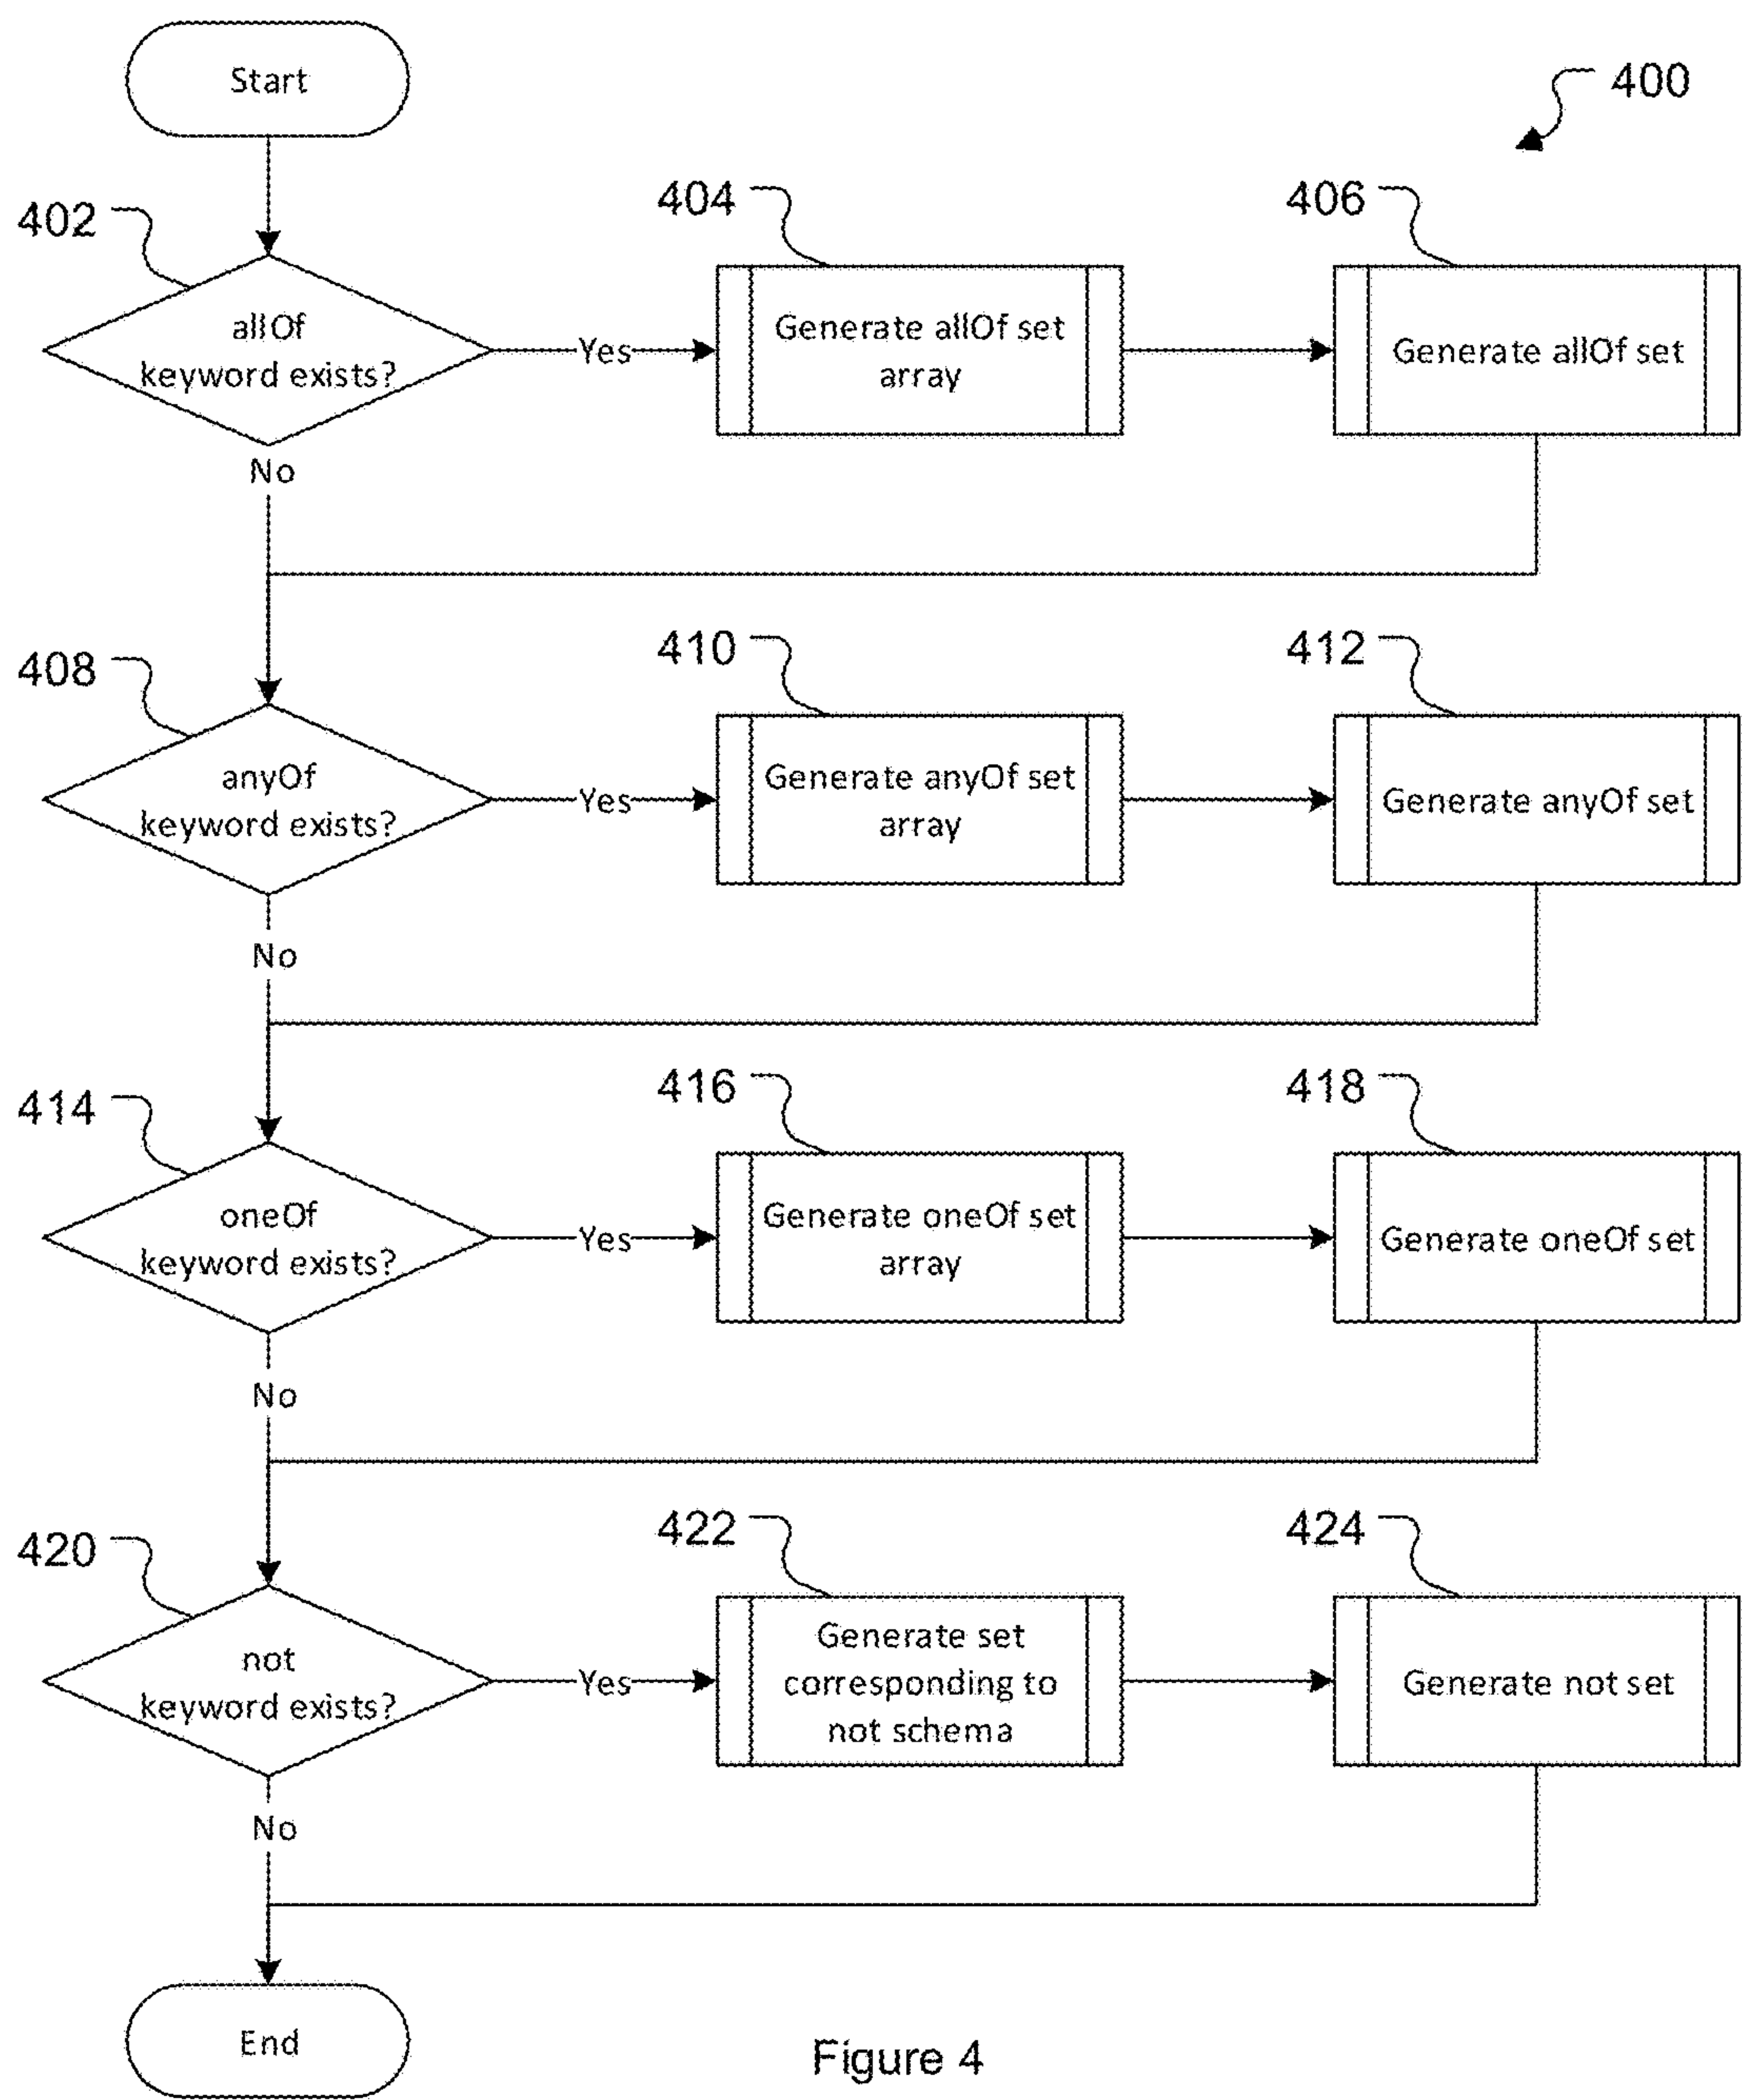 Start
400
402
404
406
allOf
keyword exists?
Yes
Generate allOf set
array
Generate allOf set
No
408
410
412
anyOf
keyword exists?
Yes
Generate anyOf set
array
Generate anyOf set
No
414
416
418
oneOf
keyword exists?
Yes
Generate oneOf set
array
Generate oneOf set
No
420
422
424
not
keyword exists?
Yes
Generate set
corresponding to
not schema
Generate not set
No
End
Figure 4